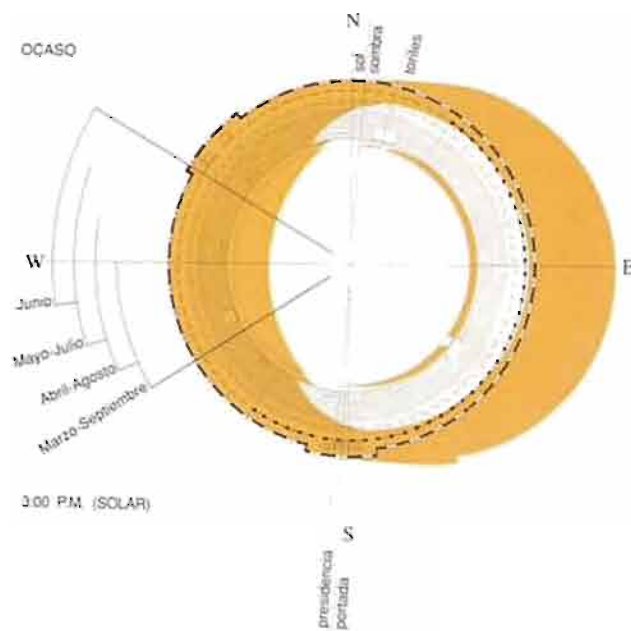 N
OCASO
sol
sombra
toriles
W
E
Junio
Mayo-Julio
Abril-Agosto
Marzo-Septiembre
3:00 P.M. (SOLAR)
S
presidencia
portada